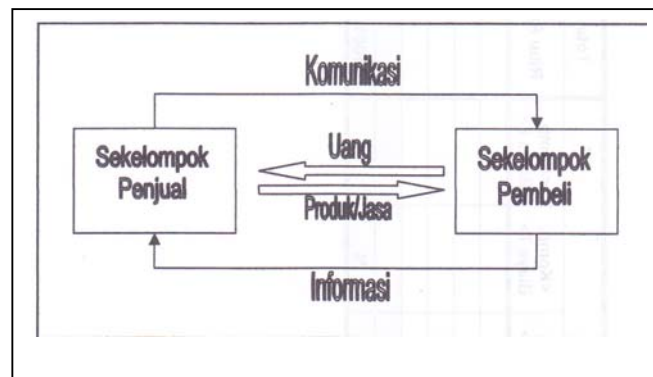 Komunikasi
Sekelompok
Penjual
Uang
Produk/Jasa
Sekelompok
Pembeli
Informasi